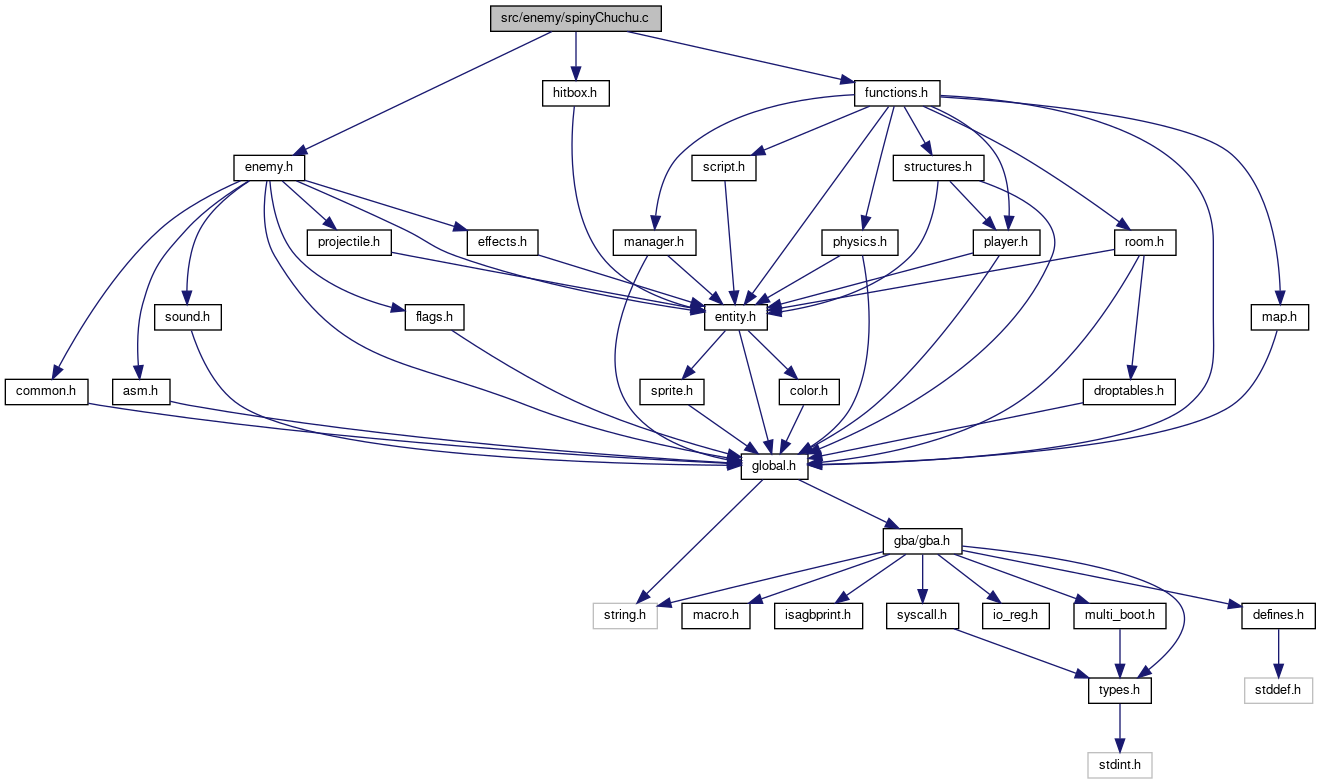 src/enemy/spinyChuchu.c
hitbox.h
functions.h
enemy.h
script.h
structures.h
projectile.h
effects.h
manager.h
physics.h
player.h
room.h
sound.h
flags.h
entity.h
map.h
common.h
asm.h
sprite.h
color.h
droptables.h
global.h
gba/gba.h
string.h
macro.h
isagbprint.h
syscall.h
io_reg.h
multi_boot.h
defines.h
types.h
stddef.h
stdint.h